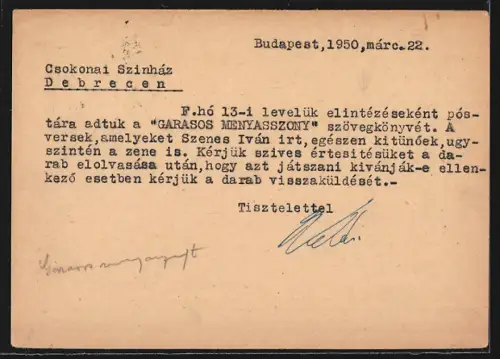 Budapest,1950,márc.22.
Csokonai Szinház
Debrecen
F.hó 13-i levelük elintézéseként pós-
tára adtuk a "GARASOS MENYASSZONY" szövegkönyvét. A
versek,amelyeket Szenes Iván irt,egészen kitünőek,ugy-
szintén a zene is. Kérjük szives értesitésüket a da-
rab elolvasása után,hogy azt játszani kivánják-e ellen-
kező esetben kérjük a darab visszaküldését.-
Tisztelettel